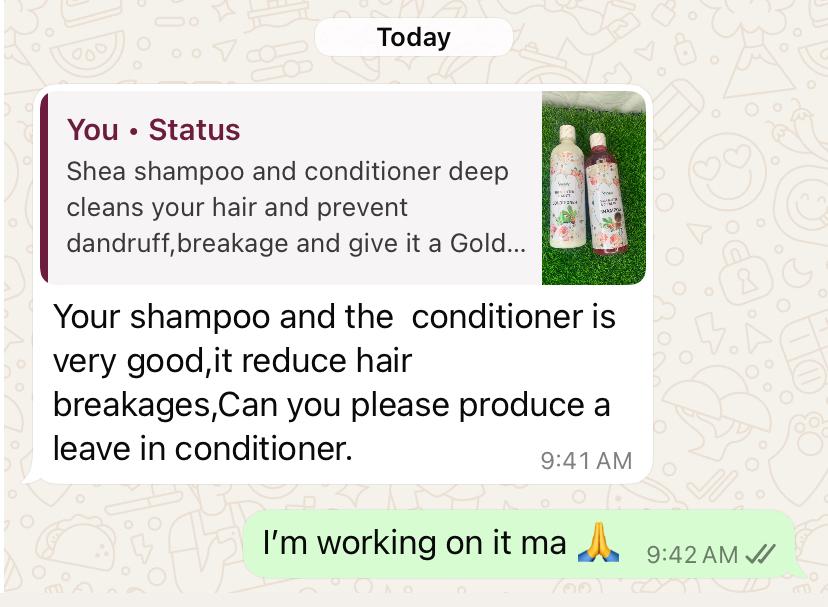 Today
You • Status
Shea shampoo and conditioner deep
cleans your hair and prevent
dandruff,breakage and give it a Gold...
CONDITIONER
SHAMPOO
Your shampoo and the  conditioner is
very good,it reduce hair
breakages,Can you please produce a
leave in conditioner.
9:41 AM
I'm working on it ma 🙏
9:42 AM